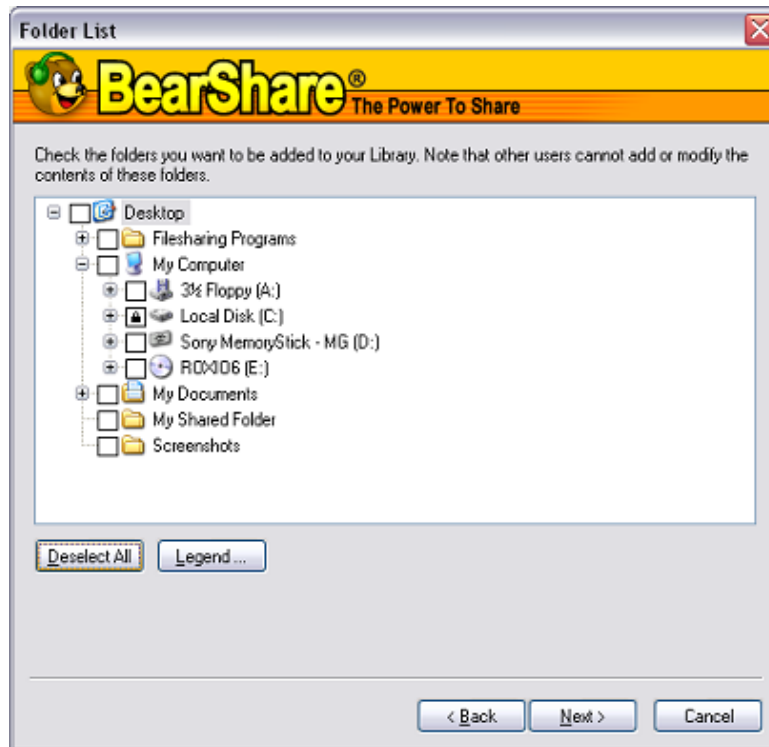 Folder List
BearShare®
The Power To Share
Check the folders you want to be added to your Library. Note that other users cannot add or modify the
contents of these folders.
Desktop
Filesharing Programs
My Computer
3½ Floppy (A:)
Local Disk (C:)
Sony MemoryStick - MG (D:)
ROXIO6 (E:)
My Documents
My Shared Folder
Screenshots
Deselect All
Legend ...
< Back
Next >
Cancel